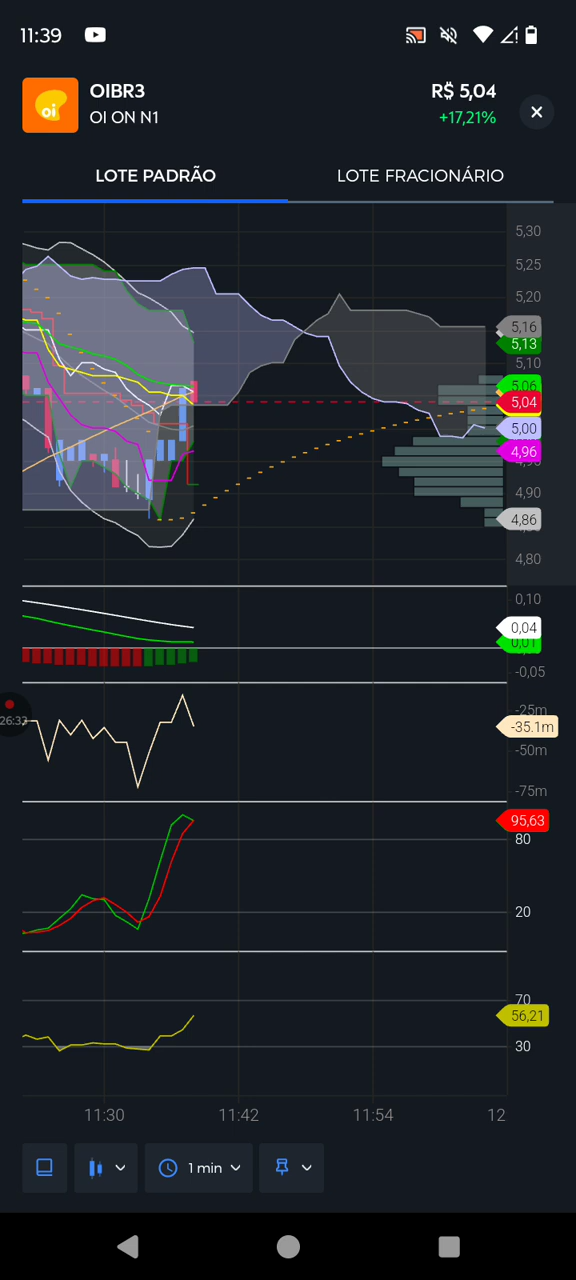 11:39
oi
OIBR3
OI ON N1
R$ 5,04
+17,21%
LOTE PADRÃO
LOTE FRACIONÁRIO
5,30
5,25
5,20
5,16
5,13
5,10
5,06
5,04
5,00
4,96
4,90
4,86
4,80
0,10
0,04
0,01
-0,05
-25m
-35.1m
-50m
-75m
95,63
80
20
70
56,21
30
11:30
11:42
11:54
12
1 min